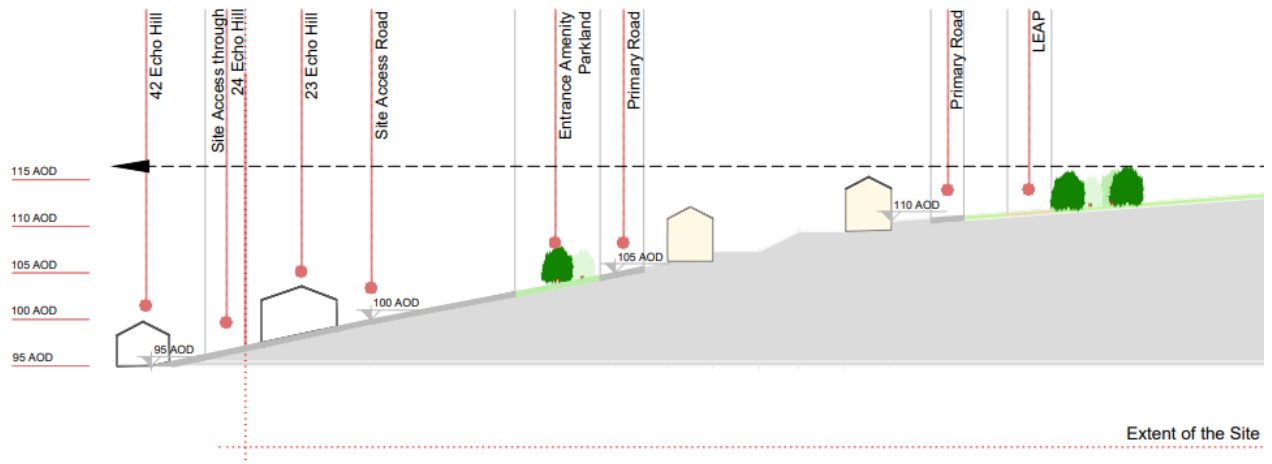 42 Echo Hill
Site Access through
24 Echo Hill
23 Echo Hill
Site Access Road
Entrance Amenity
Parkland
Primary Road
Primary Road
LEAP
115 AOD
110 AOD
105 AOD
100 AOD
95 AOD
95 AOD
100 AOD
105 AOD
110 AOD
Extent of the Site